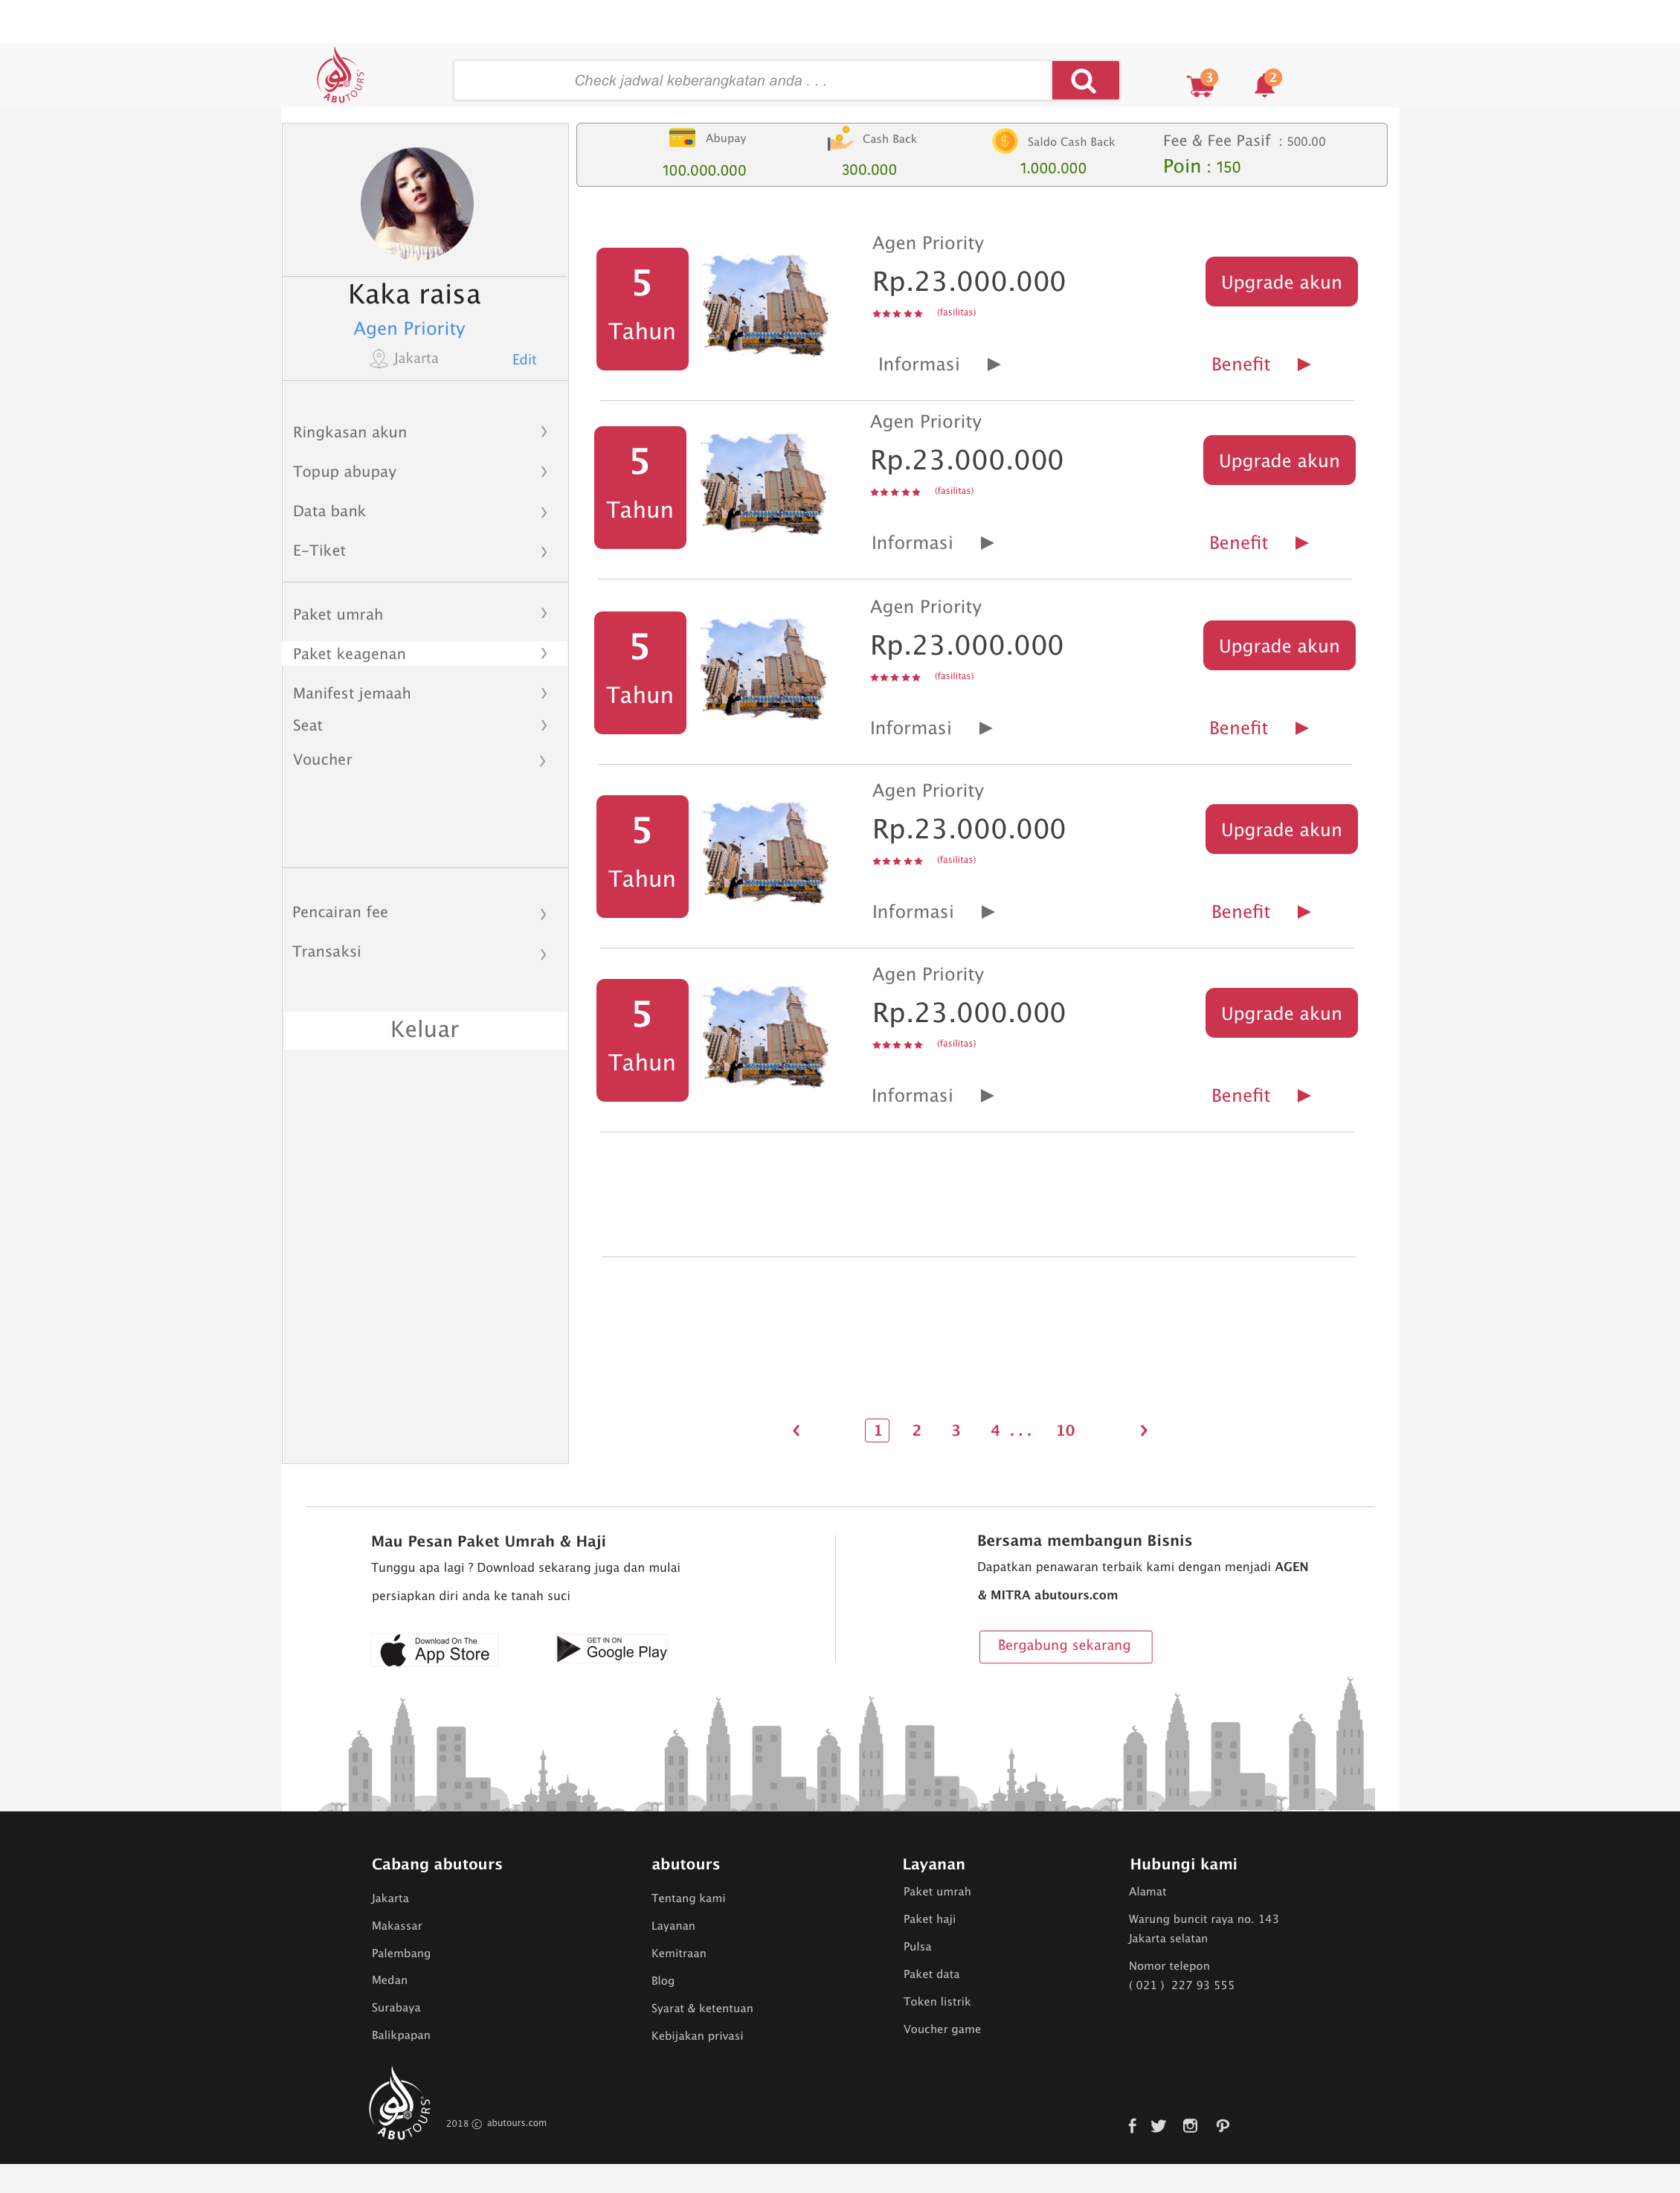 ABUTOURS
Check jadwal keberangkatan anda . . .
3
2
Kaka raisa
Agen Priority
Jakarta
Edit
Ringkasan akun
Topup abupay
Data bank
E-Tiket
Paket umrah
Paket keagenan
Manifest jemaah
Seat
Voucher
Pencairan fee
Transaksi
Keluar
Abupay
100.000.000
Cash Back
300.000
Saldo Cash Back
1.000.000
Fee & Fee Pasif : 500.00
Poin : 150
5
Tahun
Agen Priority
Rp.23.000.000
(fasilitas)
Informasi
Upgrade akun
Benefit
5
Tahun
Agen Priority
Rp.23.000.000
(fasilitas)
Informasi
Upgrade akun
Benefit
5
Tahun
Agen Priority
Rp.23.000.000
(fasilitas)
Informasi
Upgrade akun
Benefit
5
Tahun
Agen Priority
Rp.23.000.000
(fasilitas)
Informasi
Upgrade akun
Benefit
5
Tahun
Agen Priority
Rp.23.000.000
(fasilitas)
Informasi
Upgrade akun
Benefit
1 2 3 4 . . . 10
Mau Pesan Paket Umrah & Haji
Tunggu apa lagi ? Download sekarang juga dan mulai
persiapkan diri anda ke tanah suci
Download On The
App Store
GET IN ON
Google Play
Bersama membangun Bisnis
Dapatkan penawaran terbaik kami dengan menjadi AGEN
& MITRA abutours.com
Bergabung sekarang
Cabang abutours
Jakarta
Makassar
Palembang
Medan
Surabaya
Balikpapan
abutours
Tentang kami
Layanan
Kemitraan
Blog
Syarat & ketentuan
Kebijakan privasi
Layanan
Paket umrah
Paket haji
Pulsa
Paket data
Token listrik
Voucher game
Hubungi kami
Alamat
Warung buncit raya no. 143
Jakarta selatan
Nomor telepon
( 021 ) 227 93 555
ABUTOURS
2018 © abutours.com